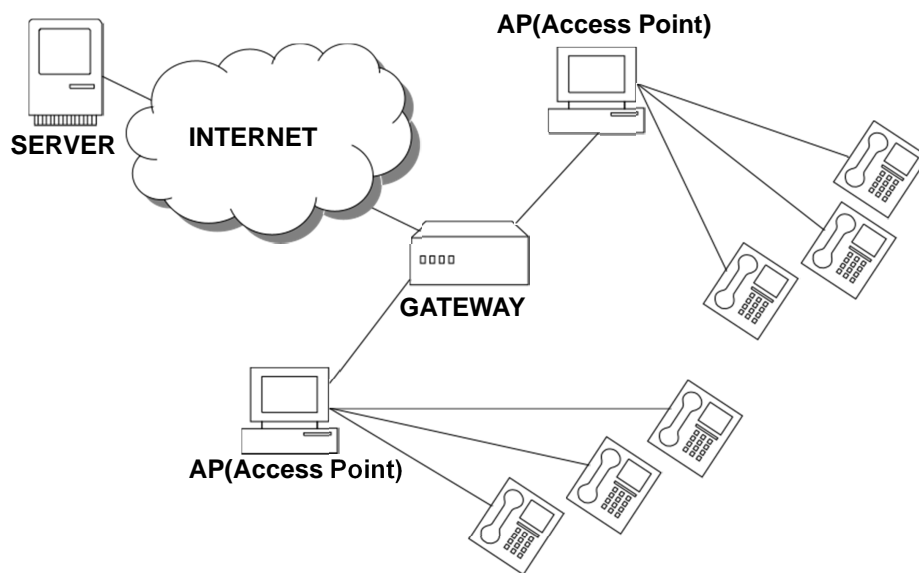 AP(Access Point)
SERVER
INTERNET
GATEWAY
AP(Access Point)